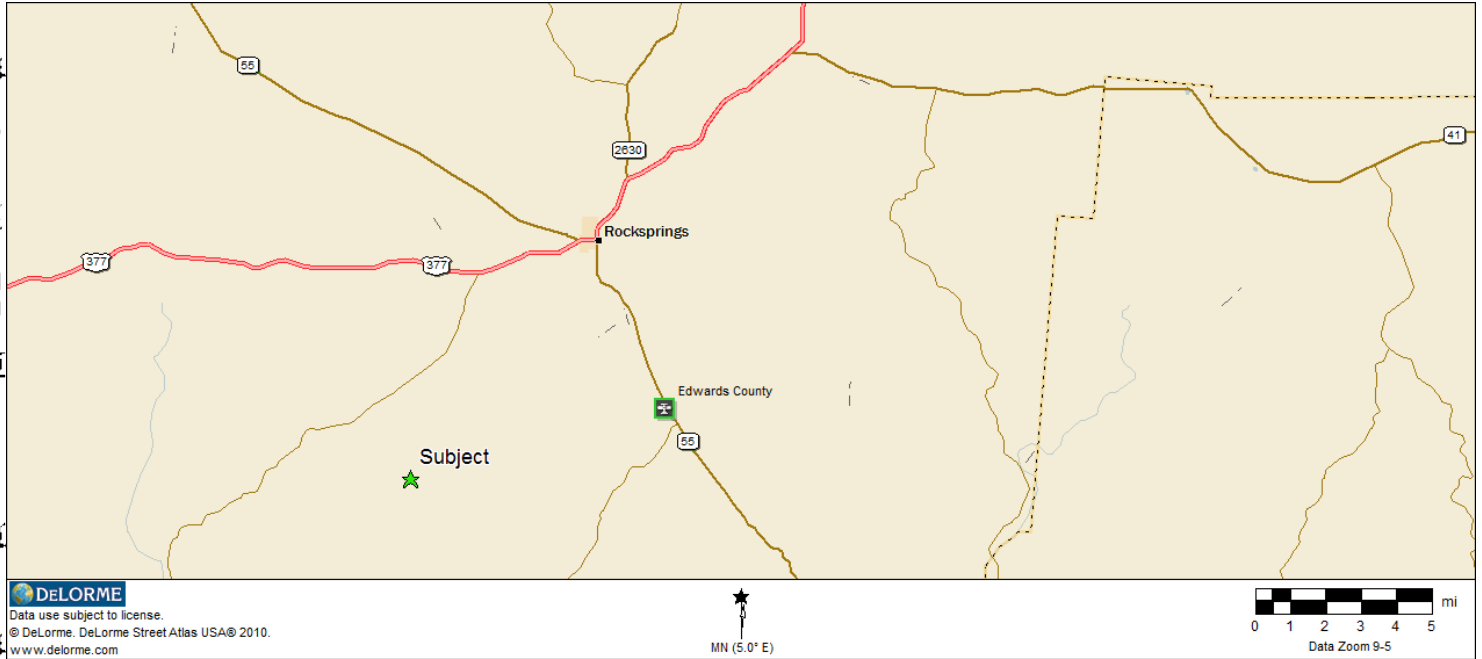 55
2630
41
Rocksprings
377
377
Edwards County
55
Subject
DELORME
Data use subject to license.
© DeLorme. DeLorme Street Atlas USA® 2010.
www.delorme.com
MN (5.0° E)
mi
0 1 2 3 4 5
Data Zoom 9-5